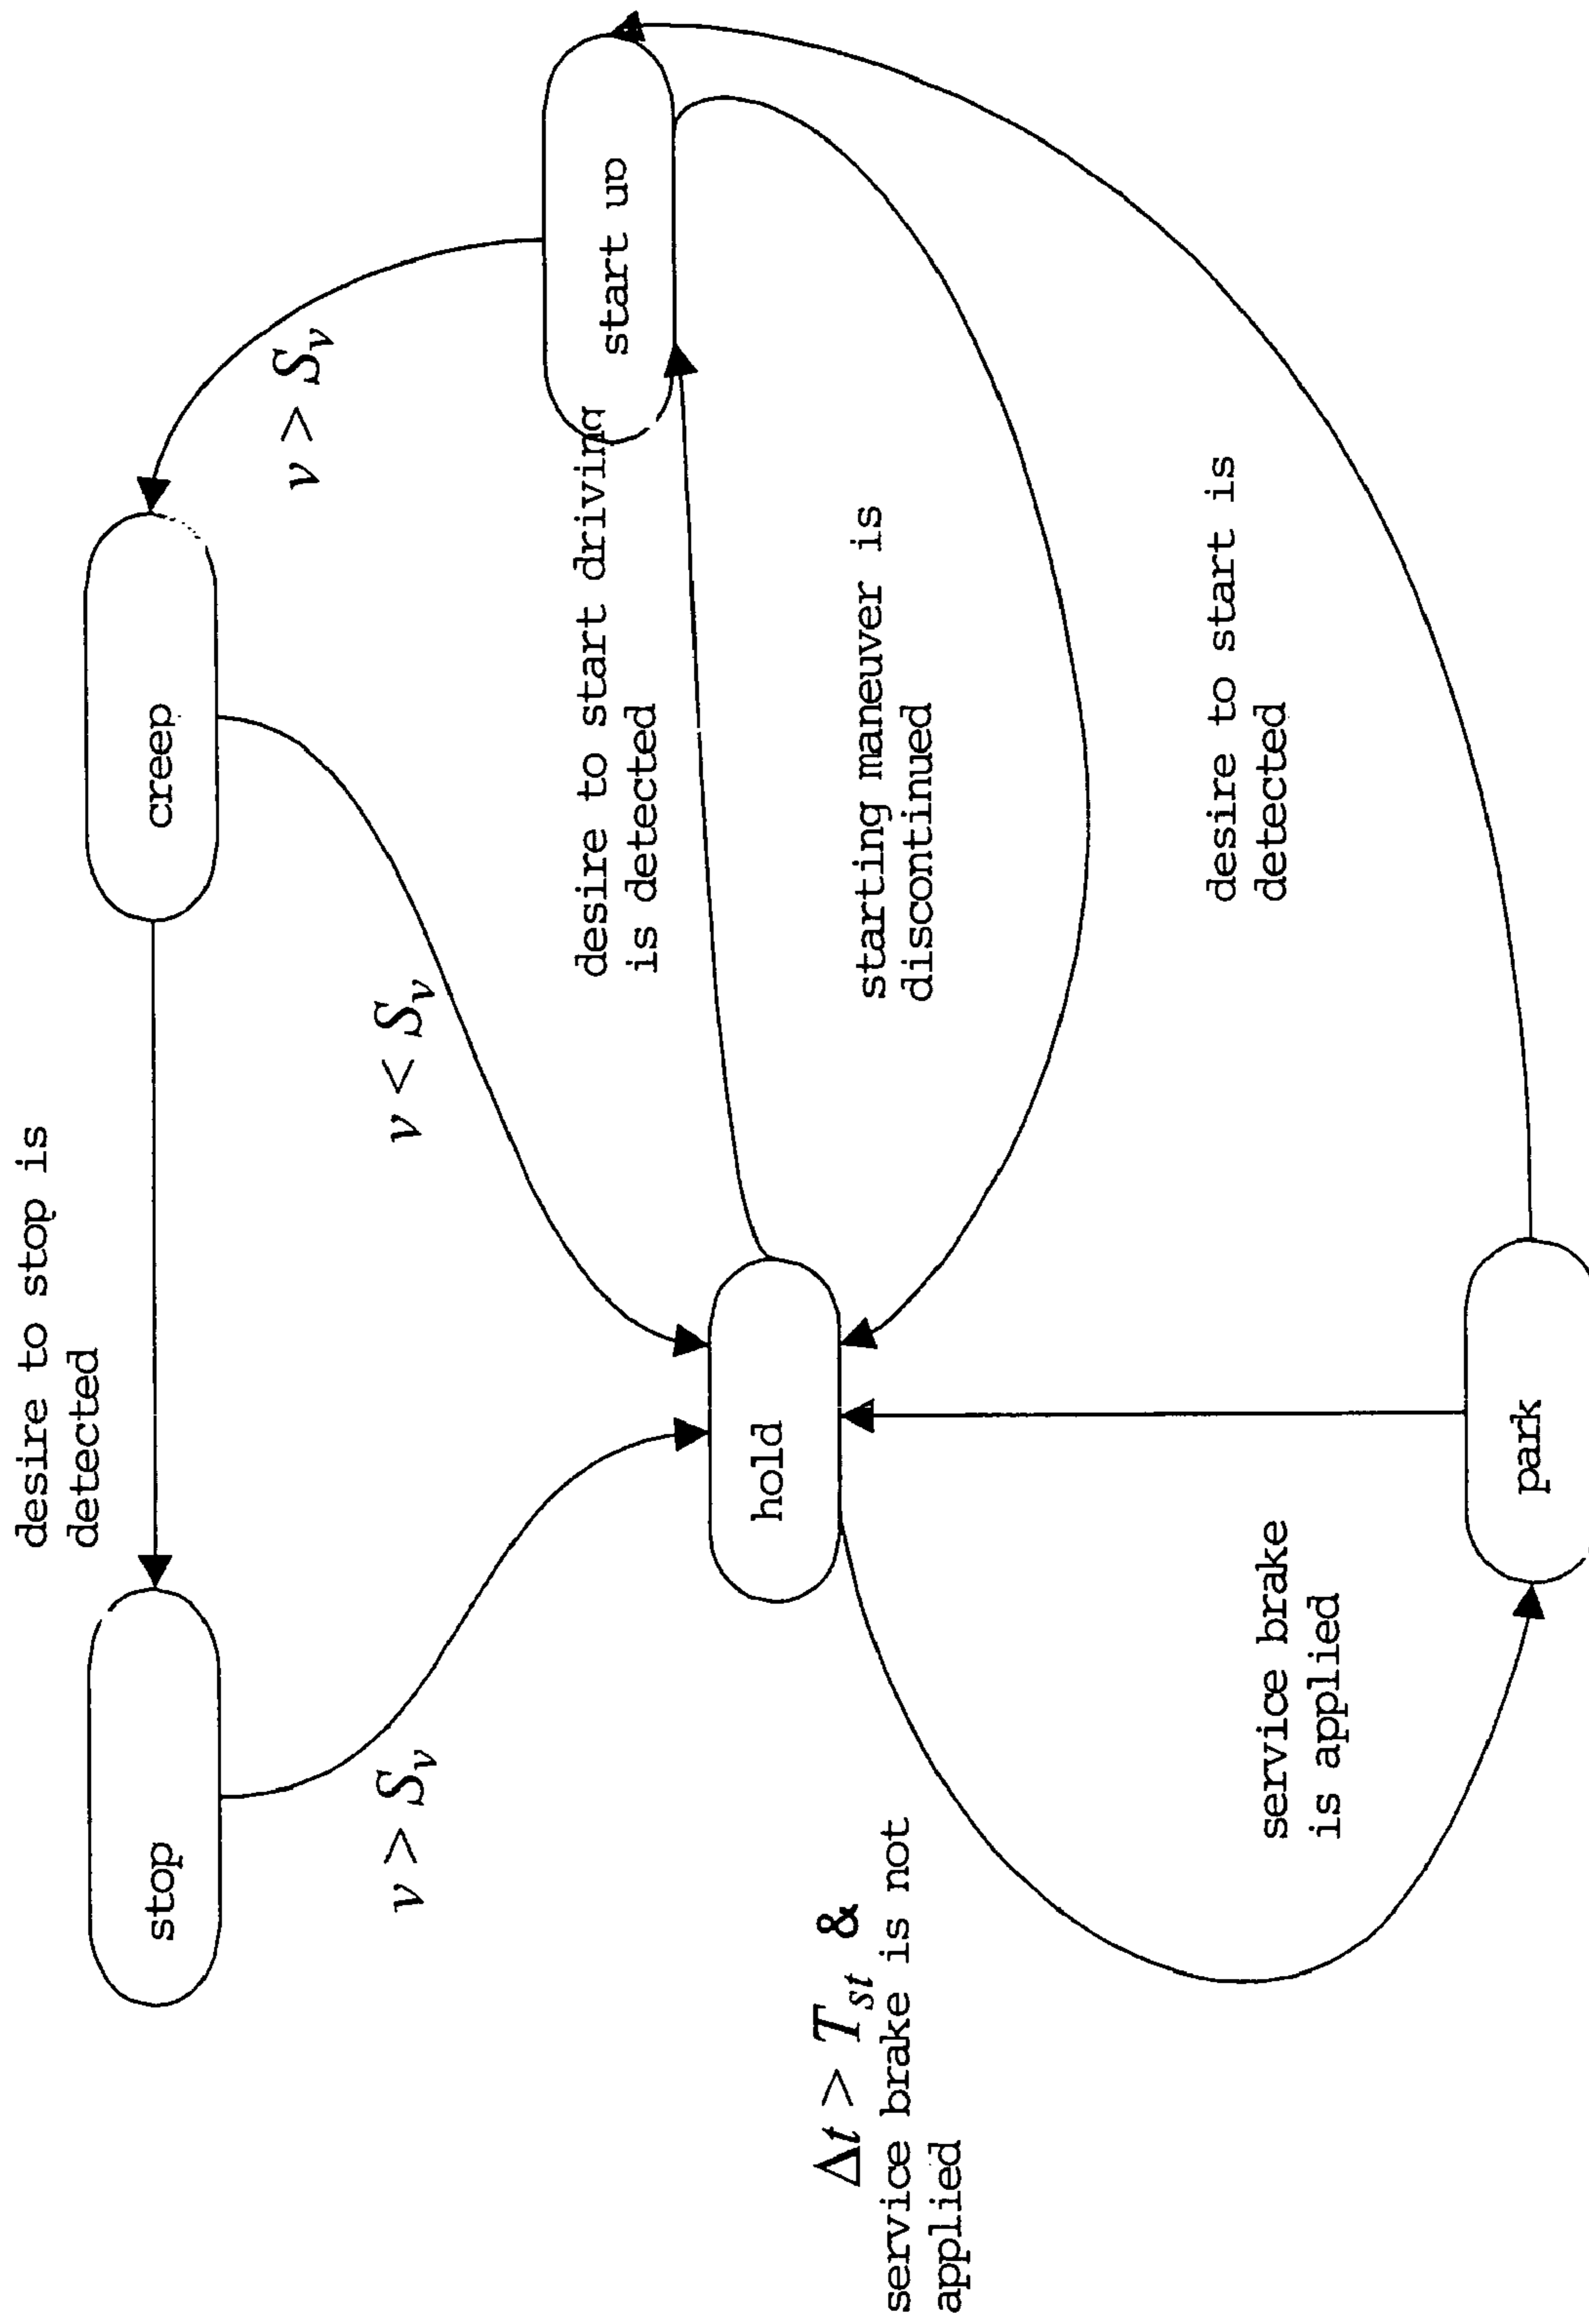 desire to stop is
detected
stop
creep
v > S_v
v < S_v
v > S_v
desire to start driving
is detected
start up
hold
Δt > T_st &
service brake is not
applied
starting maneuver is
discontinued
desire to start is
detected
service brake
is applied
park